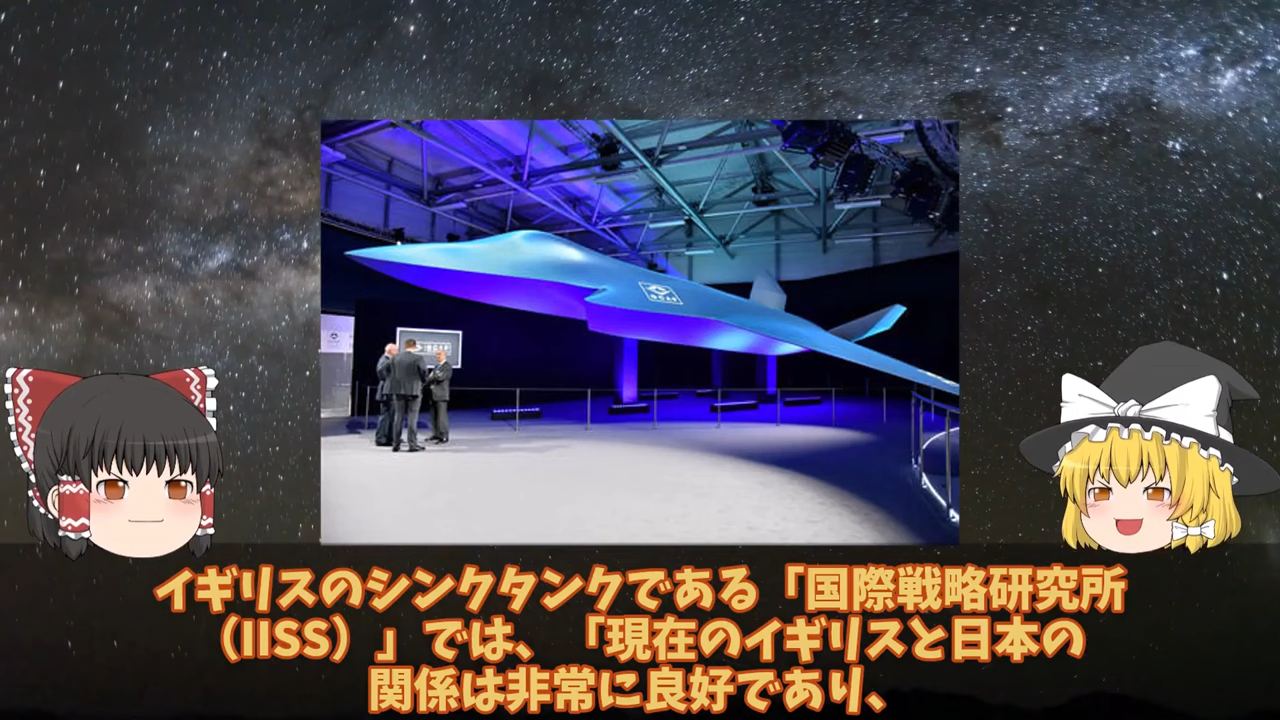 イギリスのシンクタンクである「国際戦略研究所
（IISS）」では、「現在のイギリスと日本の
関係は非常に良好であり、